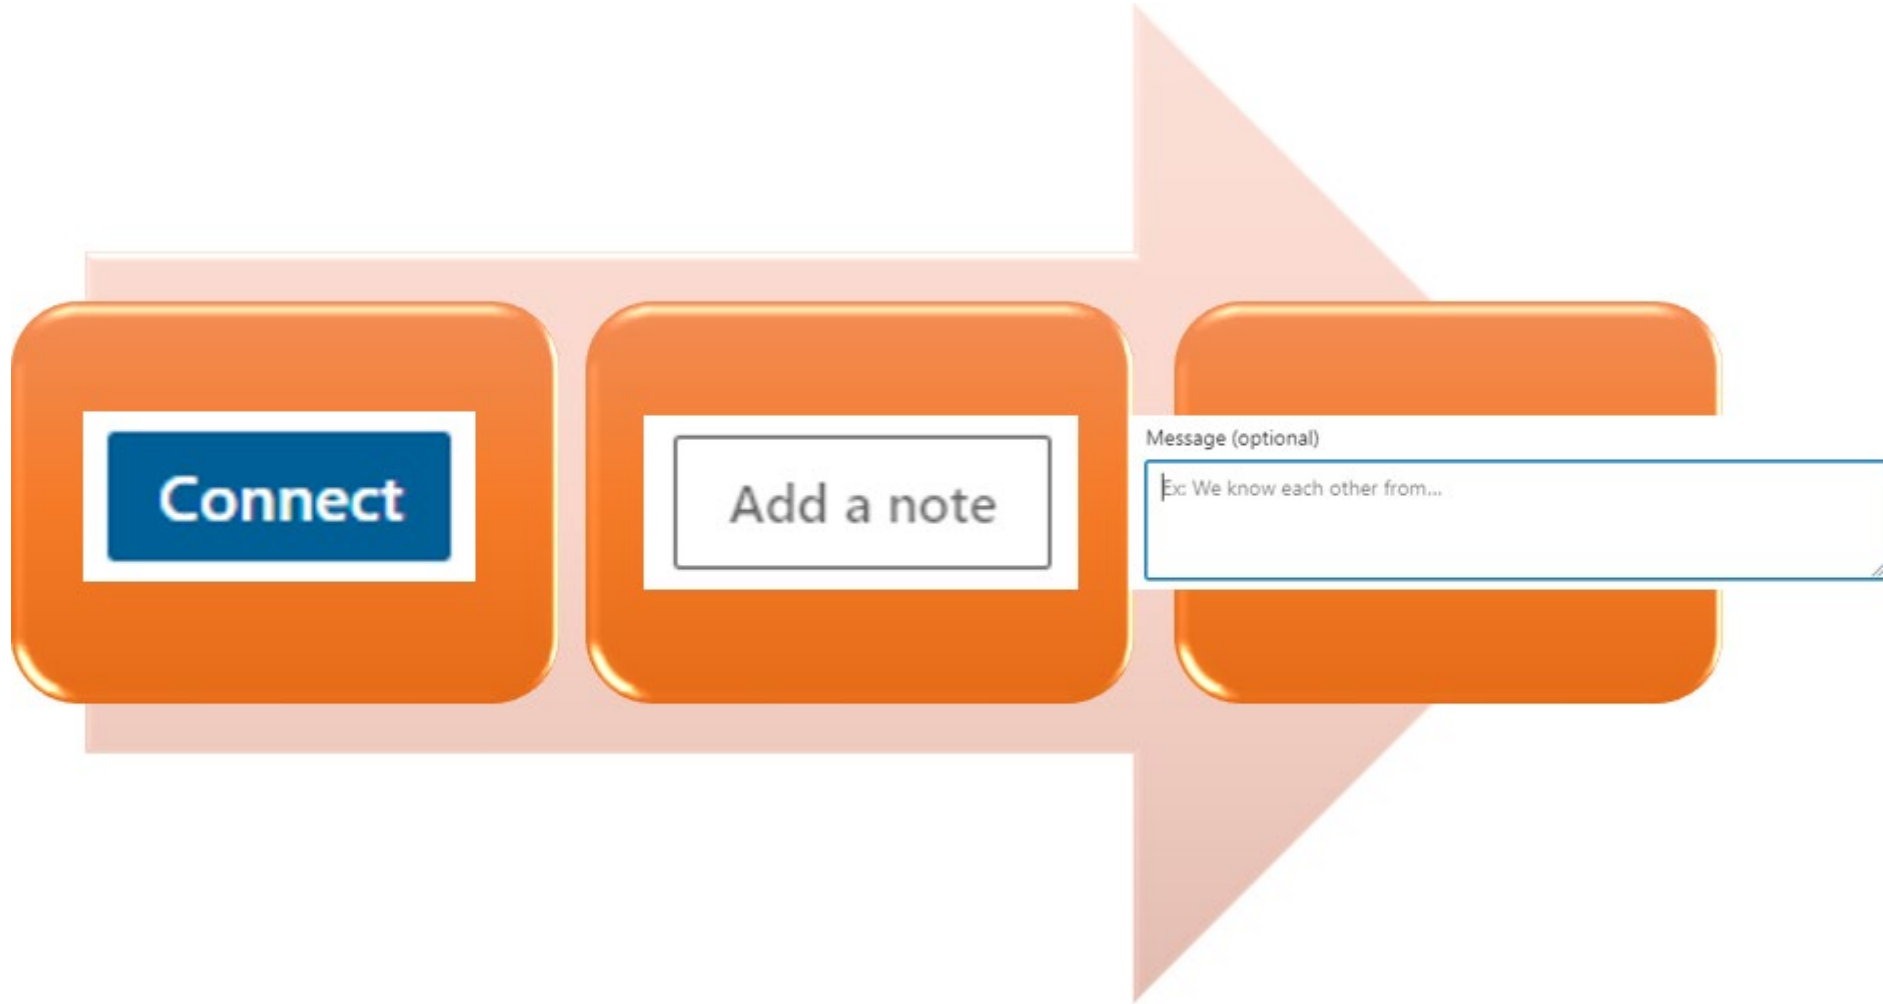 Connect
Add a note
Message (optional)
Ex: We know each other from...